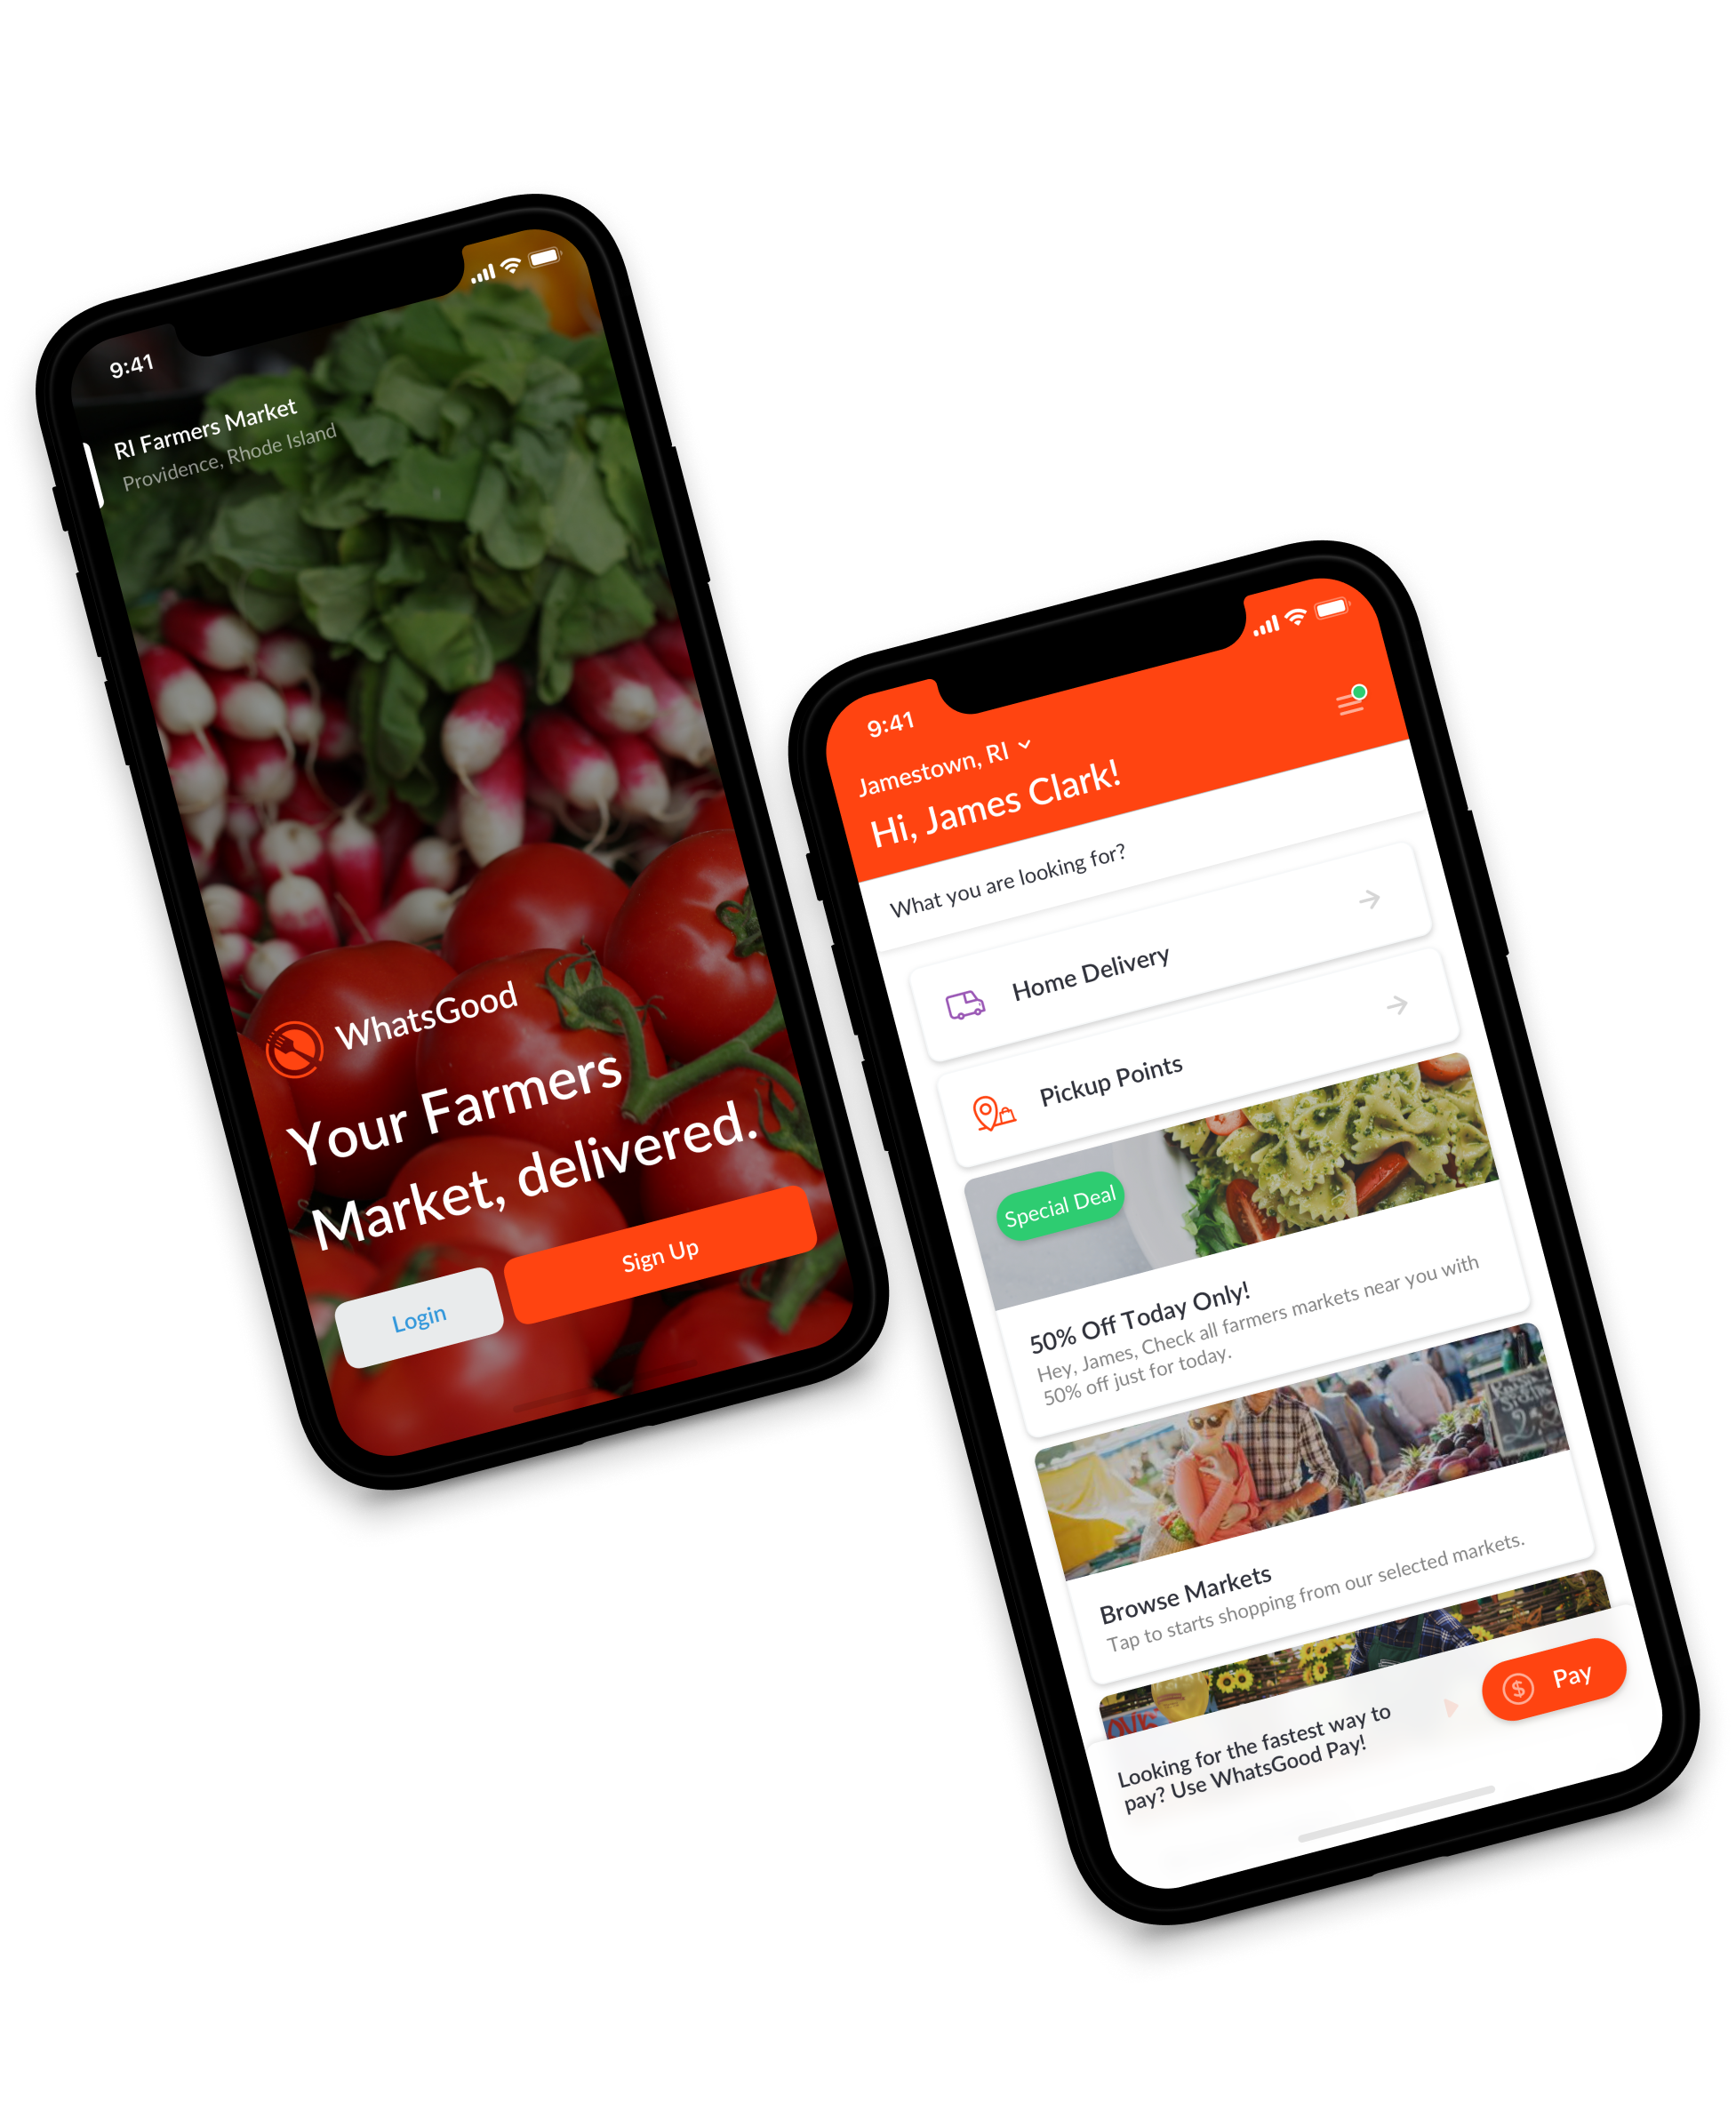 9:41
RI Farmers Market
Providence, Rhode Island
WhatsGood
Your Farmers
Market, delivered.
Login
Sign Up
9:41
Jamestown, RI
Hi, James Clark!
What you are looking for?
Home Delivery
Pickup Points
Special Deal
50% Off Today Only!
Hey, James, Check all farmers markets near you with
50% off just for today.
Browse Markets
Tap to starts shopping from our selected markets.
Looking for the fastest way to
pay? Use WhatsGood Pay!
$ Pay